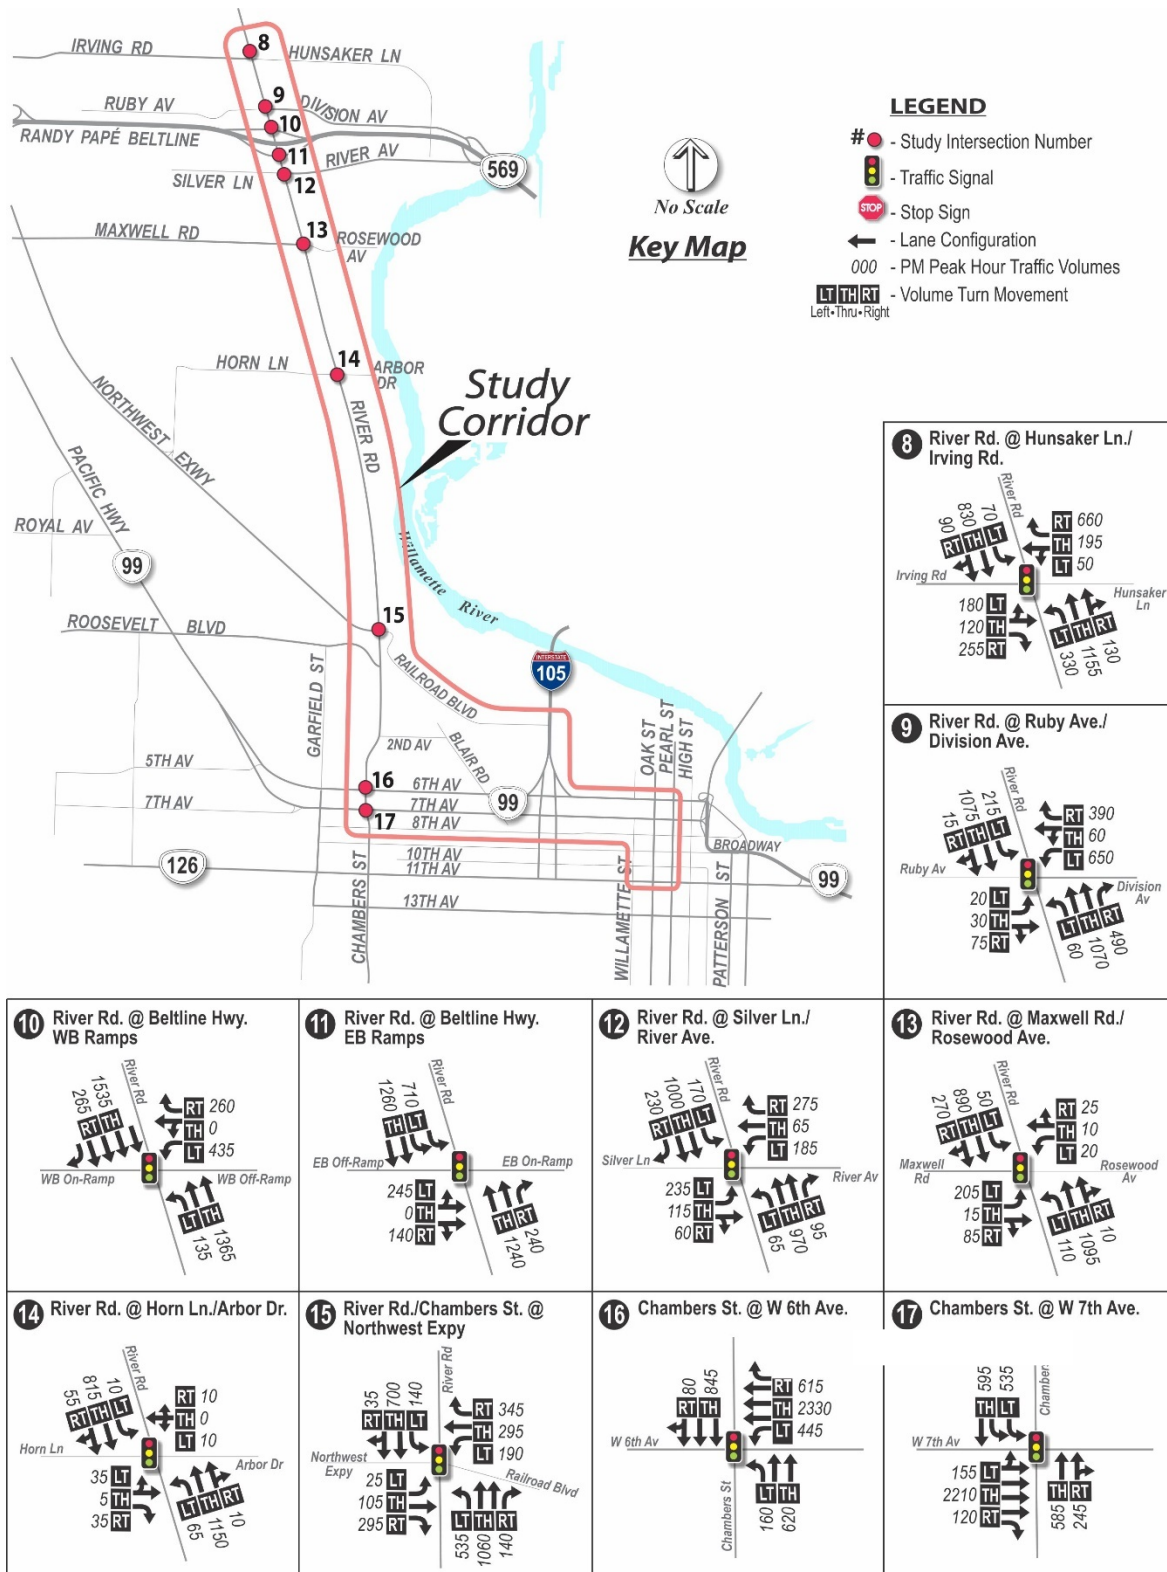 IRVING RD
8
HUNSAKER LN
RUBY AV
9
DIVISION AV
10
RANDY PAPÉ BELTLINE
11
RIVER AV
SILVER LN
12
569
MAXWELL RD
13
ROSEWOOD
AV
HORN LN
14
ARBOR
DR
NORTHWEST EXWY
RIVER RD
Study
Corridor
PACIFIC HWY
ROYAL AV
99
Willamette River
ROOSEVELT BLVD
15
RAILROAD BLVD
INTERSTATE
105
GARFIELD ST
2ND AV
BLAIR RD
OAK ST
PEARL ST
HIGH ST
5TH AV
16
6TH AV
7TH AV
99
7TH AV
17
8TH AV
BROADWAY
126
10TH AV
11TH AV
99
13TH AV
CHAMBERS ST
WILLAMETTE ST
PATTERSON ST
No Scale
Key Map
LEGEND
# - Study Intersection Number
- Traffic Signal
STOP - Stop Sign
- Lane Configuration
000 - PM Peak Hour Traffic Volumes
LT TH RT - Volume Turn Movement
Left•Thru•Right
8 River Rd. @ Hunsaker Ln./
Irving Rd.
River Rd
90 830 70
RT TH LT
RT 660
TH 195
LT 50
Irving Rd
Hunsaker
Ln
180 LT
120 TH
255 RT
LT TH RT
330 1155 130
9 River Rd. @ Ruby Ave./
Division Ave.
River Rd
15 1075 215
RT TH LT
RT 390
TH 60
LT 650
Ruby Av
Division
Av
20 LT
30 TH
75 RT
LT TH RT
60 1070 490
10 River Rd. @ Beltline Hwy.
WB Ramps
River Rd
265 1535
RT TH
RT 260
TH 0
LT 435
WB On-Ramp
WB Off-Ramp
LT TH
135 1365
11 River Rd. @ Beltline Hwy.
EB Ramps
River Rd
1260 710
TH LT
EB Off-Ramp
EB On-Ramp
245 LT
0 TH
140 RT
TH RT
1240 240
12 River Rd. @ Silver Ln./
River Ave.
River Rd
230 1000 170
RT TH LT
RT 275
TH 65
LT 185
Silver Ln
River Av
235 LT
115 TH
60 RT
LT TH RT
65 970 95
13 River Rd. @ Maxwell Rd./
Rosewood Ave.
River Rd
270 890 50
RT TH LT
RT 25
TH 10
LT 20
Maxwell
Rd
Rosewood
Av
205 LT
15 TH
85 RT
LT TH RT
110 1095 10
14 River Rd. @ Horn Ln./Arbor Dr.
River Rd
55 815 10
RT TH LT
RT 10
TH 0
LT 10
Horn Ln
Arbor Dr
35 LT
5 TH
35 RT
LT TH RT
65 1150 10
15 River Rd./Chambers St. @
Northwest Expy
River Rd
35 700 140
RT TH LT
RT 345
TH 295
LT 190
Northwest
Expy
Railroad Blvd
25 LT
105 TH
295 RT
LT TH RT
535 1060 140
16 Chambers St. @ W 6th Ave.
80 845
RT TH
RT 615
TH 2330
LT 445
W 6th Av
Chambers St
LT TH
160 620
17 Chambers St. @ W 7th Ave.
595 535
TH LT
Chambers
W 7th Av
155 LT
2210 TH
120 RT
TH RT
585 245